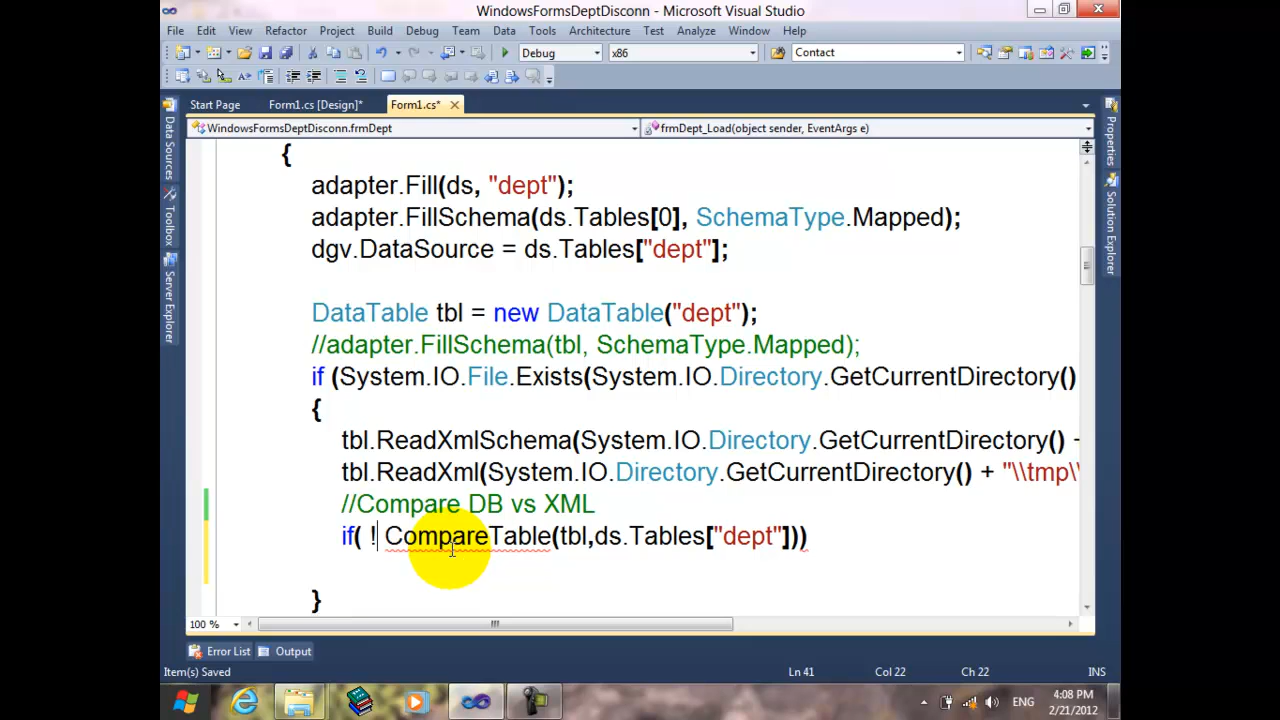 WindowsFormsDeptDisconn - Microsoft Visual Studio
File Edit View Refactor Project Build Debug Team Data Tools Architecture Test Analyze Window Help
Debug x86 Contact
Start Page Form1.cs [Design]* Form1.cs*
WindowsFormsDeptDisconn.frmDept frmDept_Load(object sender, EventArgs e)
Data Sources
Toolbox
Server Explorer
Properties
Solution Explorer
{
adapter.Fill(ds, "dept");
adapter.FillSchema(ds.Tables[0], SchemaType.Mapped);
dgv.DataSource = ds.Tables["dept"];
DataTable tbl = new DataTable("dept");
//adapter.FillSchema(tbl, SchemaType.Mapped);
if (System.IO.File.Exists(System.IO.Directory.GetCurrentDirectory()
{
tbl.ReadXmlSchema(System.IO.Directory.GetCurrentDirectory() +
tbl.ReadXml(System.IO.Directory.GetCurrentDirectory() + "\\tmp\
//Compare DB vs XML
if( ! CompareTable(tbl,ds.Tables["dept"]))
}
100 %
Error List Output
Item(s) Saved Ln 41 Col 22 Ch 22 INS
ENG 4:08 PM
2/21/2012